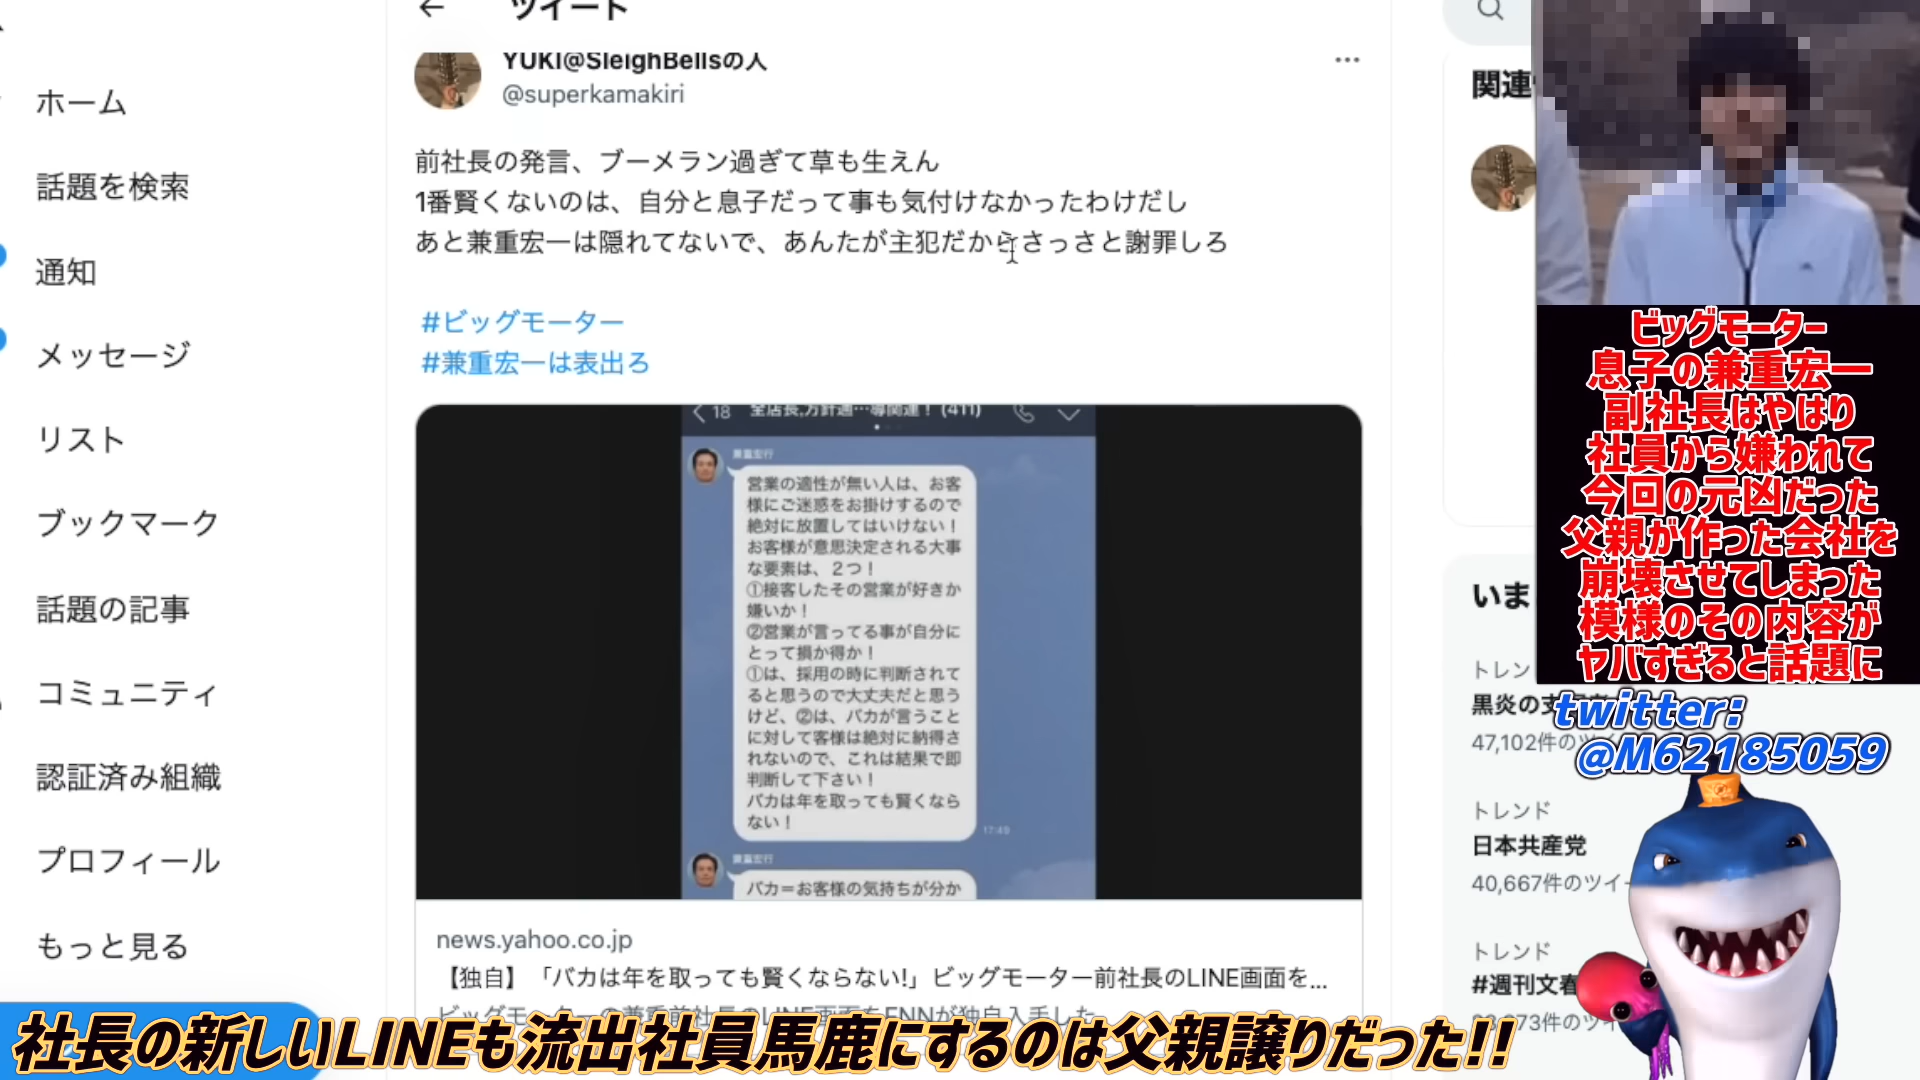 ツイート
ホーム
話題を検索
通知
メッセージ
リスト
ブックマーク
話題の記事
コミュニティ
認証済み組織
プロフィール
もっと見る
YUKI@SleighBellsの人
@superkamakiri
前社長の発言、ブーメラン過ぎて草も生えん
1番賢くないのは、自分と息子だって事も気付けなかったわけだし
あと兼重宏一は隠れてないで、あんたが主犯だからさっさと謝罪しろ
#ビッグモーター
#兼重宏一は表出ろ
18 全店長,方針週…導関連！(411)
兼重宏行
営業の適性が無い人は、お客
様にご迷惑をお掛けするので
絶対に放置してはいけない！
お客様が意思決定される大事
な要素は、２つ！
①接客したその営業が好きか
嫌いか！
②営業が言ってる事が自分に
とって損か得か！
①は、採用の時に判断されて
ると思うので大丈夫だと思う
けど、②は、バカが言うこと
に対して客様は絶対に納得さ
れないので、これは結果で即
判断して下さい！
バカは年を取っても賢くなら
ない！
17:49
兼重宏行
バカ＝お客様の気持ちが分か
news.yahoo.co.jp
【独自】「バカは年を取っても賢くならない!」ビッグモーター前社長のLINE画面を...
ビッグモーターの兼重前社長のLINE画面をFNNが独自入手した
関連
いま
トレンド
黒炎の支
47,102件のツイ
トレンド
日本共産党
40,667件のツイー
トレンド
#週刊文春
973件のツイ
ビッグモーター
息子の兼重宏一
副社長はやはり
社員から嫌われて
今回の元凶だった
父親が作った会社を
崩壊させてしまった
模様のその内容が
ヤバすぎると話題に
twitter:
@M62185059
社長の新しいLINEも流出社員馬鹿にするのは父親譲りだった!!